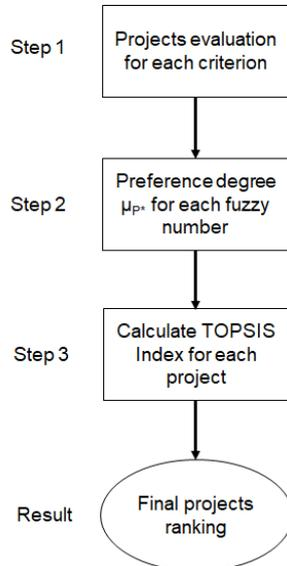 Step 1
Projects evaluation
for each criterion
Step 2
Preference degree
μP* for each fuzzy
number
Step 3
Calculate TOPSIS
Index for each
project
Result
Final projects
ranking